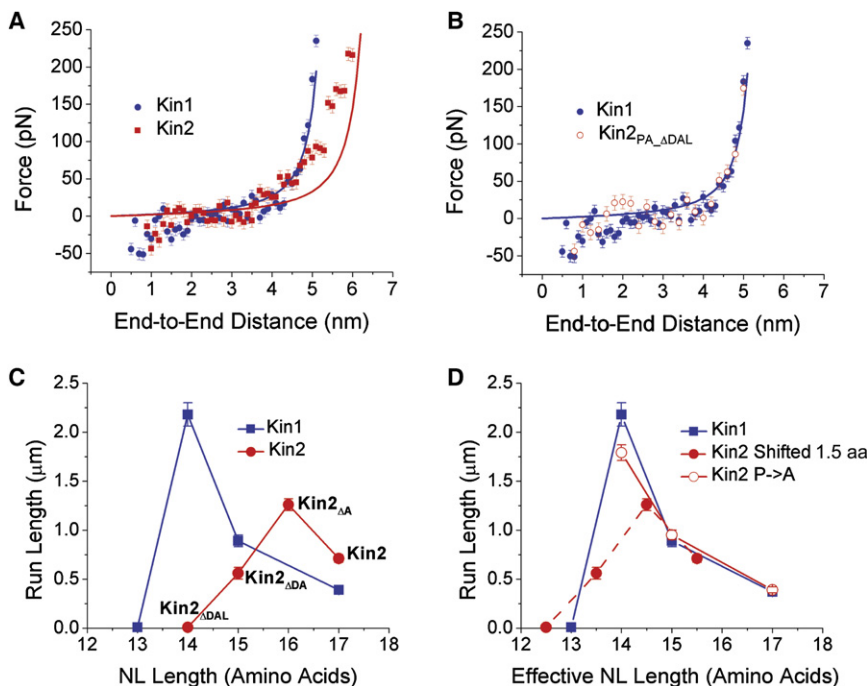 A
250
200
150
100
50
0
-50
Force (pN)
Kin1
Kin2
0 1 2 3 4 5 6 7
End-to-End Distance (nm)
B
250
200
150
100
50
0
-50
Force (pN)
Kin1
Kin2PA_ΔDAL
0 1 2 3 4 5 6 7
End-to-End Distance (nm)
C
2.5
2.0
1.5
1.0
0.5
0.0
Run Length (μm)
Kin1
Kin2
Kin2ΔA
Kin2
Kin2ΔDA
Kin2ΔDAL
12 13 14 15 16 17 18
NL Length (Amino Acids)
D
2.5
2.0
1.5
1.0
0.5
0.0
Run Length (μm)
Kin1
Kin2 Shifted 1.5 aa
Kin2 P->A
12 13 14 15 16 17 18
Effective NL Length (Amino Acids)